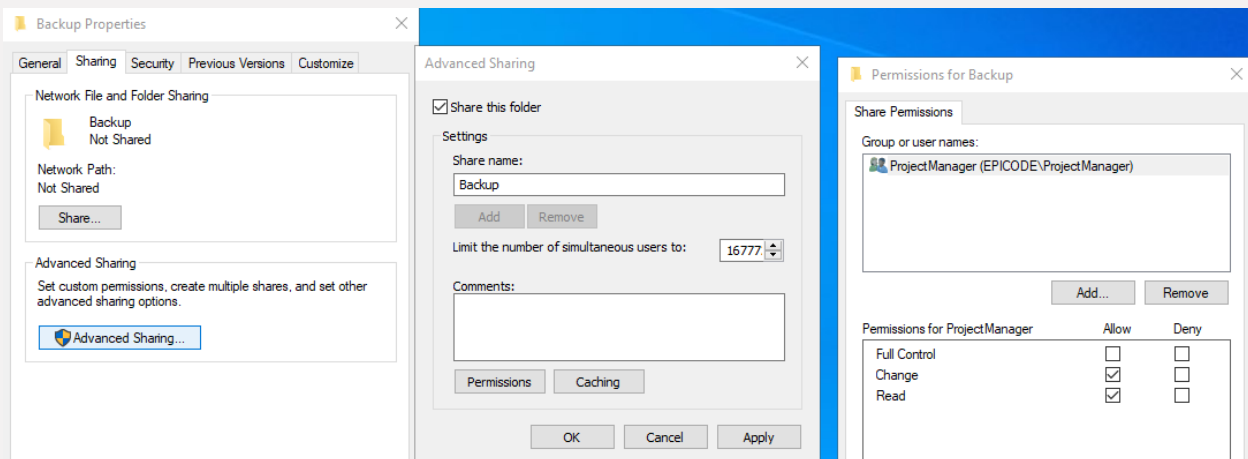 Backup Properties
General Sharing Security Previous Versions Customize
Network File and Folder Sharing
Backup
Not Shared
Network Path:
Not Shared
Share...
Advanced Sharing
Set custom permissions, create multiple shares, and set other
advanced sharing options.
Advanced Sharing...
Advanced Sharing
Share this folder
Settings
Share name:
Backup
Add Remove
Limit the number of simultaneous users to: 16777
Comments:
Permissions Caching
OK Cancel Apply
Permissions for Backup
Share Permissions
Group or user names:
ProjectManager (EPICODE\ProjectManager)
Add... Remove
Permissions for ProjectManager Allow Deny
Full Control
Change
Read